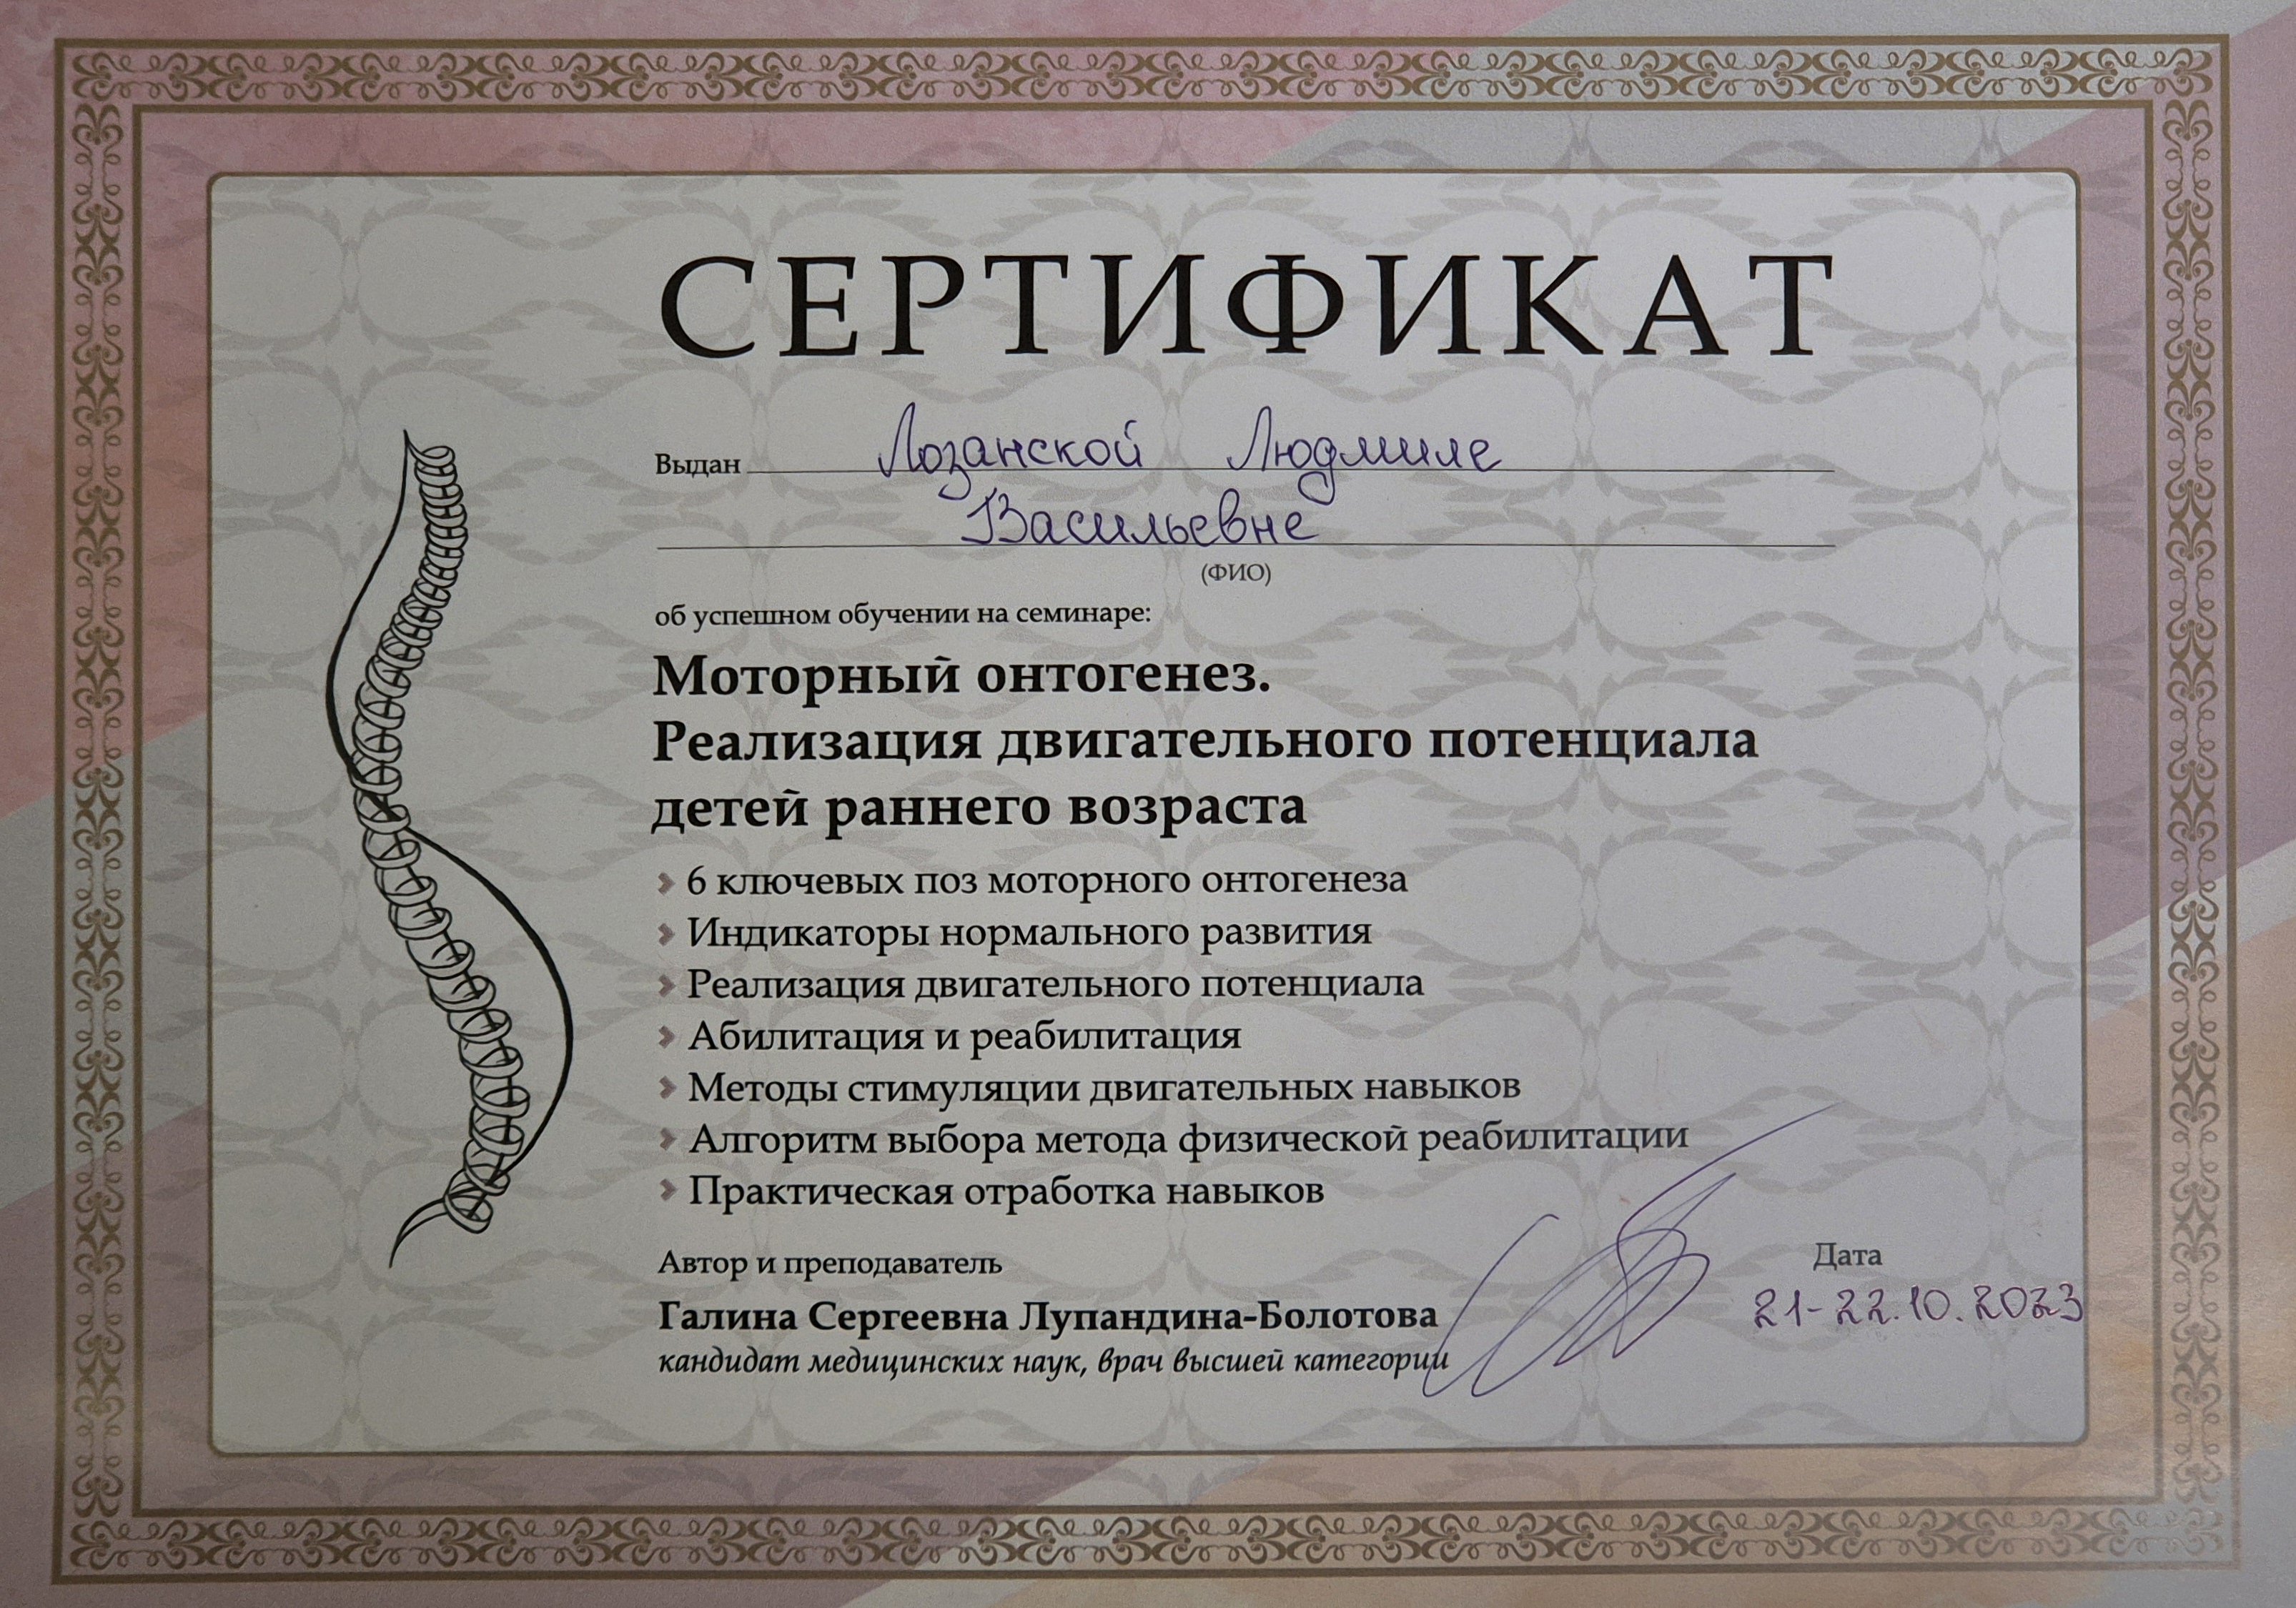 СЕРТИФИКАТ
Выдан Лозанской Людмиле
Васильевне
(ФИО)
об успешном обучении на семинаре:
Моторный онтогенез.
Реализация двигательного потенциала
детей раннего возраста
6 ключевых поз моторного онтогенеза
Индикаторы нормального развития
Реализация двигательного потенциала
Абилитация и реабилитация
Методы стимуляции двигательных навыков
Алгоритм выбора метода физической реабилитации
Практическая отработка навыков
Автор и преподаватель
Галина Сергеевна Лупандина-Болотова
кандидат медицинских наук, врач высшей категории
Дата
21-22.10.2023